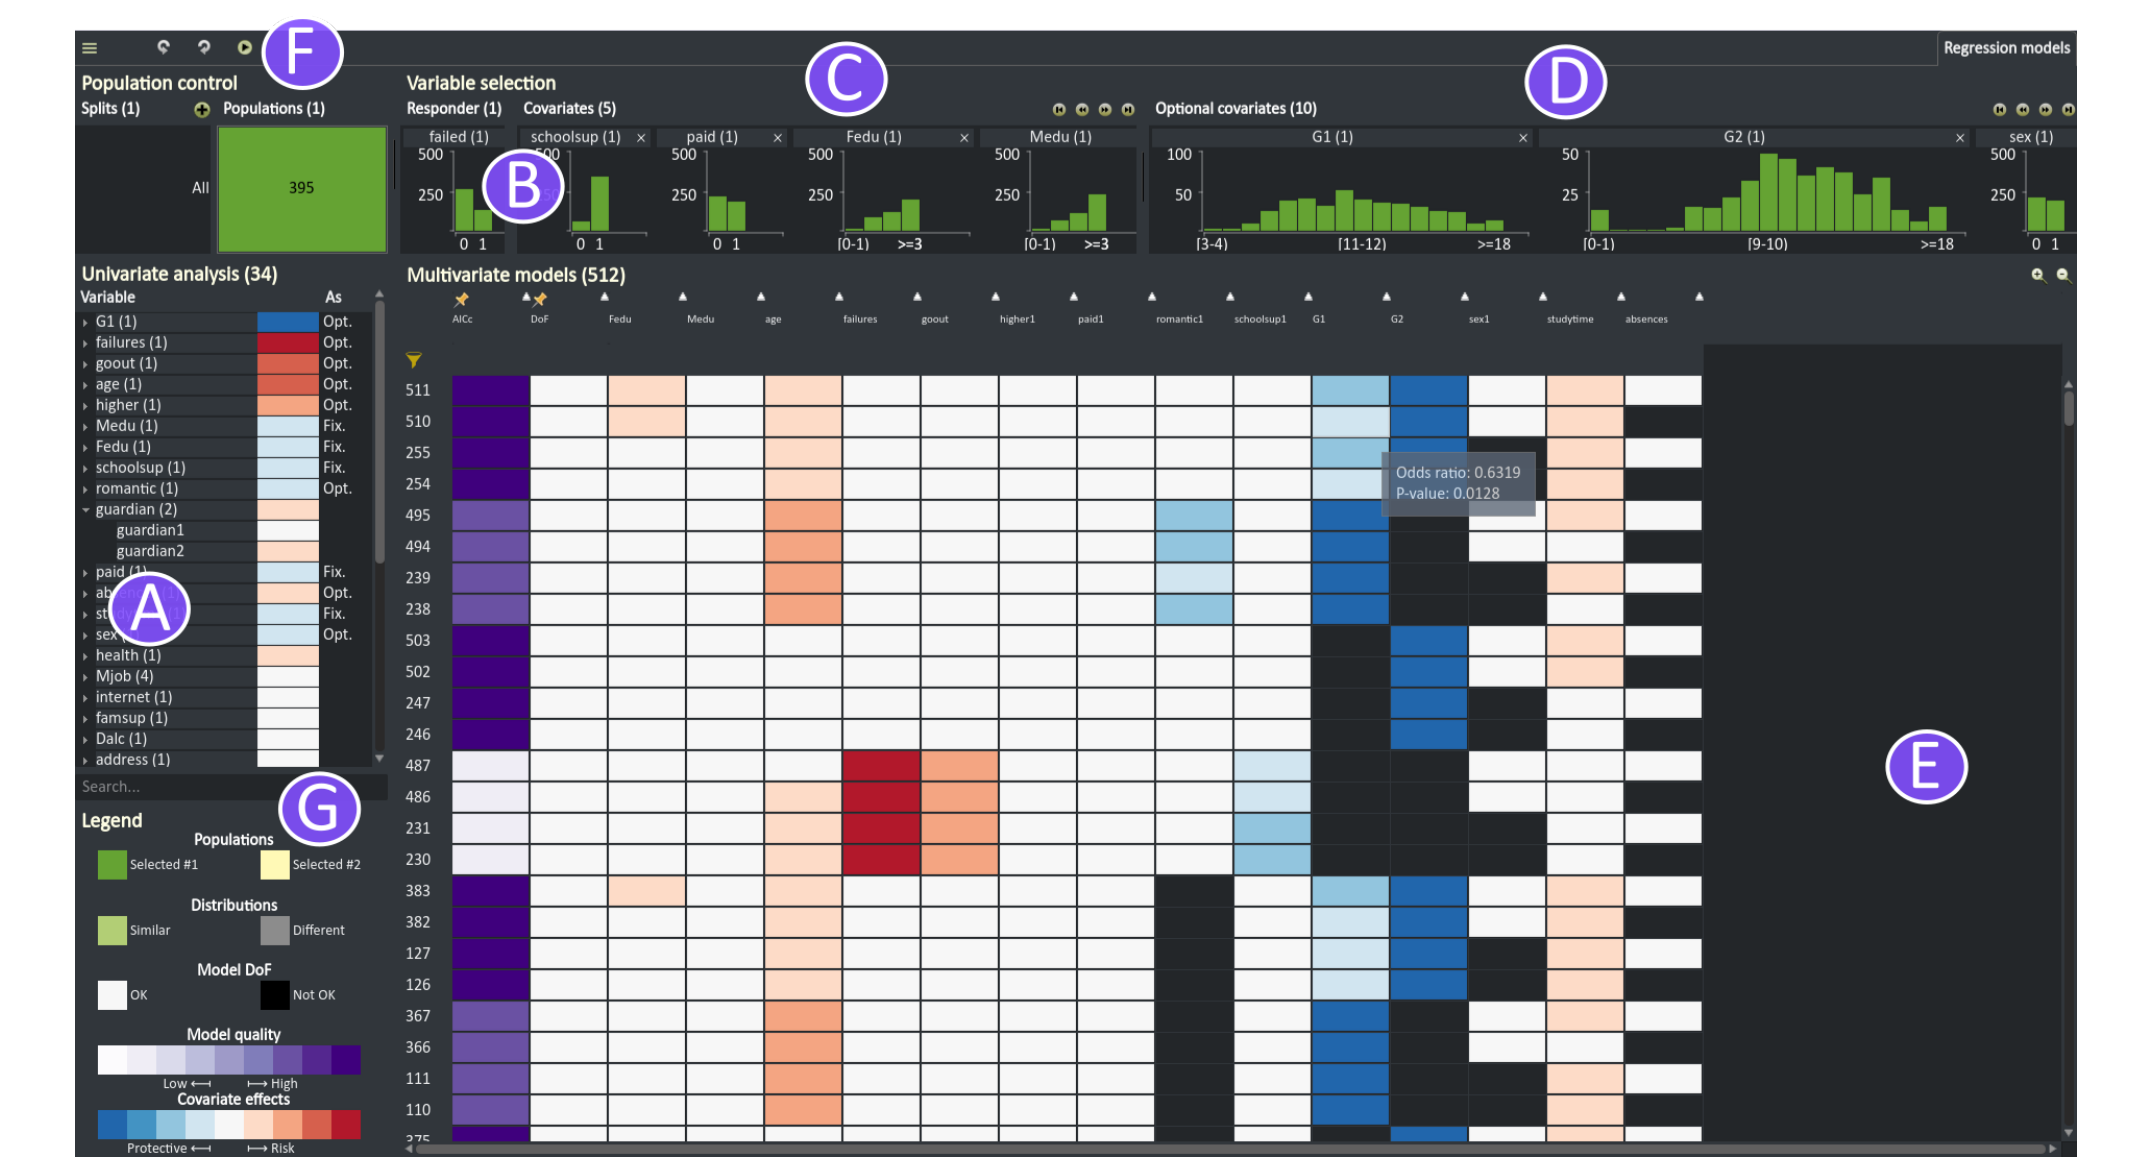 F
C
D
Regression models
Population control
Variable selection
Splits (1)
Populations (1)
Responder (1)
Covariates (5)
Optional covariates (10)
failed (1)
schoolsup (1) ×
paid (1) ×
Fedu (1) ×
Medu (1)
G1 (1) ×
G2 (1) ×
sex (1)
500
500
500
500
500
100
50
500
All
395
250
B
250
250
250
50
25
250
0 1
0 1
0 1
[0-1) >=3
[0-1) >=3
[3-4) [11-12) >=18
[0-1) [9-10) >=18
0 1
Univariate analysis (34)
Variable As
G1 (1) Opt.
failures (1) Opt.
goout (1) Opt.
age (1) Opt.
higher (1) Opt.
Medu (1) Fix.
Fedu (1) Fix.
schoolsup (1) Fix.
romantic (1) Opt.
guardian (2)
guardian1
guardian2
paid (1) Fix.
Opt.
Fix.
sex Opt.
A
health (1)
Mjob (4)
internet (1)
famsup (1)
Dalc (1)
address (1)
Search...
G
Multivariate models (512)
AICc DoF Fedu Medu age failures goout higher1 paid1 romantic1 schoolsup1 G1 G2 sex1 studytime absences
511
510
255
254
Odds ratio: 0.6319
P-value: 0.0128
495
494
239
238
503
502
247
246
487
E
486
231
230
383
382
127
126
367
366
111
110
375
Legend
Populations
Selected #1 Selected #2
Distributions
Similar Different
Model DoF
OK Not OK
Model quality
Low ⟻ ⟼ High
Covariate effects
Protective ⟻ ⟼ Risk